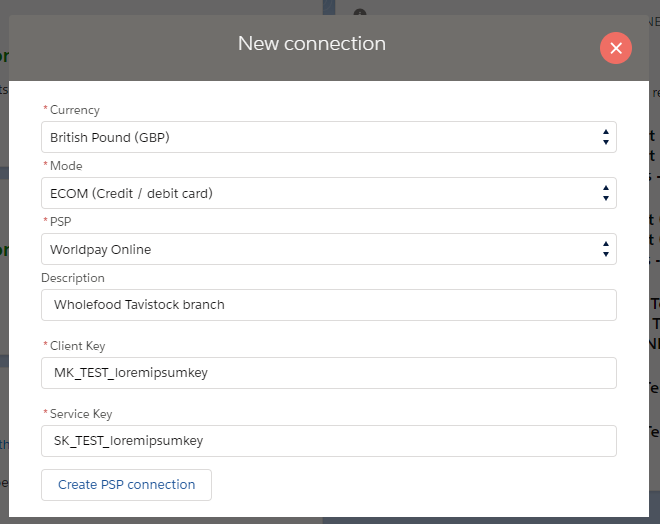 New connection
* Currency
British Pound (GBP)
* Mode
ECOM (Credit / debit card)
* PSP
Worldpay Online
Description
Wholefood Tavistock branch
* Client Key
MK_TEST_loremipsumkey
* Service Key
SK_TEST_loremipsumkey
Create PSP connection